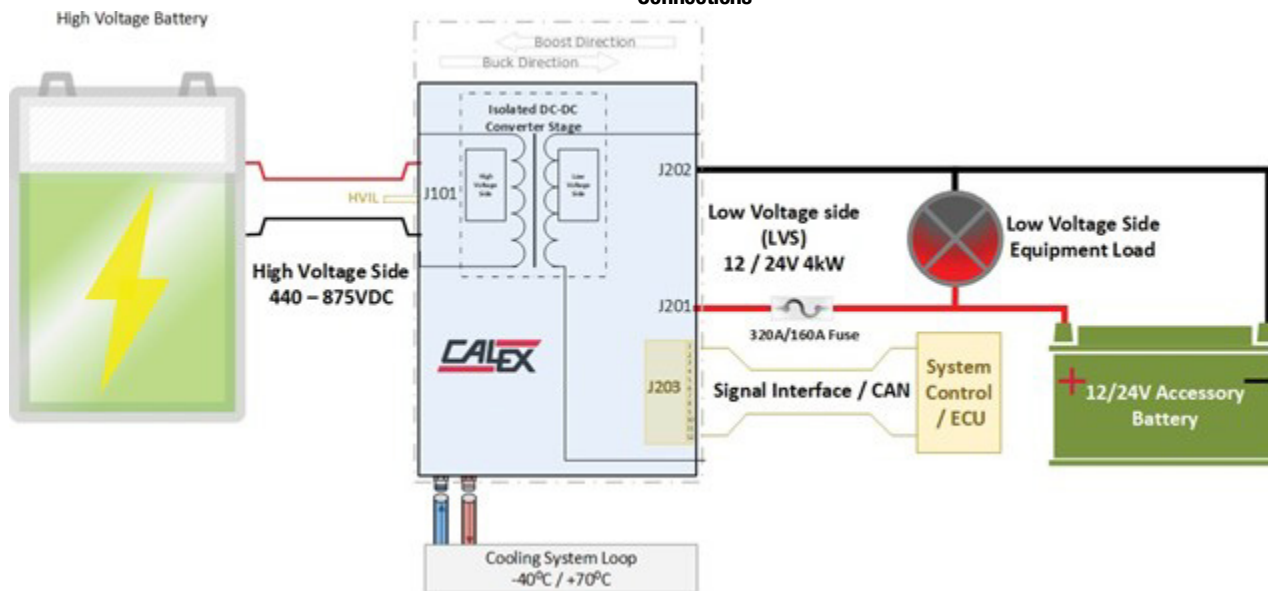 Connections
High Voltage Battery
Boost Direction
Buck Direction
Isolated DC-DC
Converter Stage
High
Voltage
Side
Low
Voltage
Side
HVIL
J101
J202
High Voltage Side
440 – 875VDC
Low Voltage side
(LVS)
12 / 24V 4kW
Low Voltage Side
Equipment Load
J201
320A/160A Fuse
CALEX
J203
Signal Interface / CAN
System
Control
/ ECU
+
-
12/24V Accessory
Battery
Cooling System Loop
-40⁰C / +70⁰C